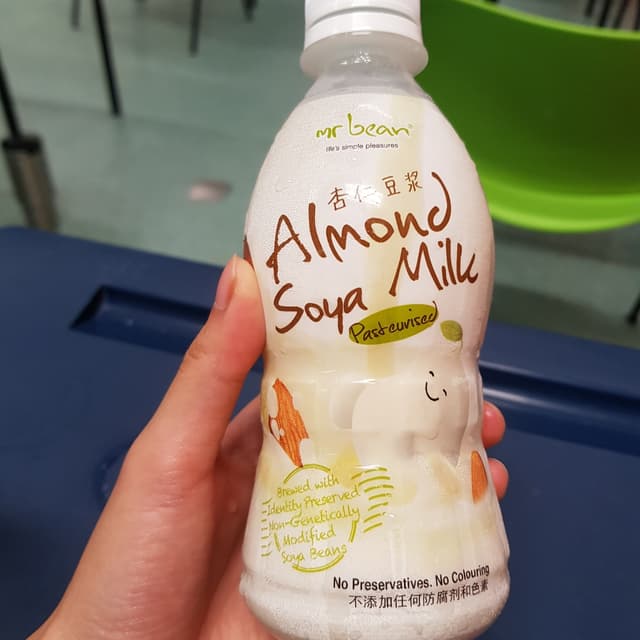 mr bean®
life's simple pleasures
杏仁豆浆
Almond
Soya Milk
Pasteurised
Brewed with
Identity Preserved
Non-Genetically
Modified
Soya Beans
No Preservatives. No Colouring
不添加任何防腐剂和色素